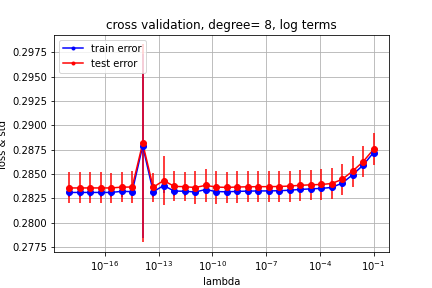 cross validation, degree= 8, log terms
train error
test error
0.2975
0.2950
0.2925
0.2900
0.2875
0.2850
0.2825
0.2800
0.2775
10⁻¹⁶ 10⁻¹³ 10⁻¹⁰ 10⁻⁷ 10⁻⁴ 10⁻¹
lambda
loss & std